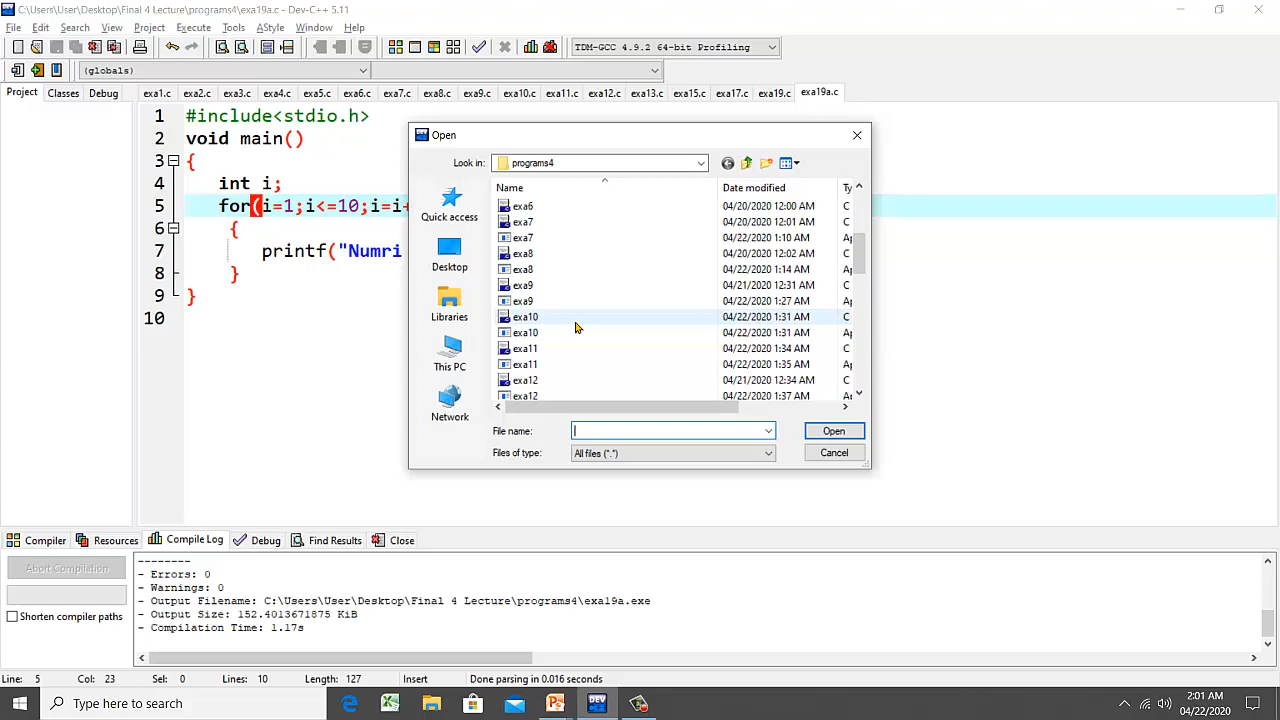 C:\Users\User\Desktop\Final 4 Lecture\programs4\exa19a.c - Dev-C++ 5.11
File Edit Search View Project Execute Tools AStyle Window Help
TDM-GCC 4.9.2 64-bit Profiling
(globals)
Project Classes Debug exa1.c exa2.c exa3.c exa4.c exa5.c exa6.c exa7.c exa8.c exa9.c exa10.c exa11.c exa12.c exa13.c exa15.c exa17.c exa19.c exa19a.c
1 #include<stdio.h>
2 void main()
3 {
4 int i;
5 for(i=1;i<=10;i=i+
6 {
7 printf("Numri
8 }
9 }
10
Open
Look in: programs4
Quick access
Desktop
Libraries
This PC
Network
Name Date modified Ty
exa6 04/20/2020 12:00 AM C
exa7 04/20/2020 12:01 AM C
exa7 04/22/2020 1:10 AM Ap
exa8 04/20/2020 12:02 AM C
exa8 04/22/2020 1:14 AM Ap
exa9 04/21/2020 12:31 AM C
exa9 04/22/2020 1:27 AM Ap
exa10 04/22/2020 1:31 AM C
exa10 04/22/2020 1:31 AM Ap
exa11 04/22/2020 1:34 AM C
exa11 04/22/2020 1:35 AM Ap
exa12 04/21/2020 12:34 AM C
exa12 04/22/2020 1:37 AM Ap
File name: Open
Files of type: All files (*.*) Cancel
Compiler Resources Compile Log Debug Find Results Close
Abort Compilation
Shorten compiler paths
--------
- Errors: 0
- Warnings: 0
- Output Filename: C:\Users\User\Desktop\Final 4 Lecture\programs4\exa19a.exe
- Output Size: 152.4013671875 KiB
- Compilation Time: 1.17s
Line: 5 Col: 23 Sel: 0 Lines: 10 Length: 127 Insert Done parsing in 0.016 seconds
Type here to search
2:01 AM
04/22/2020